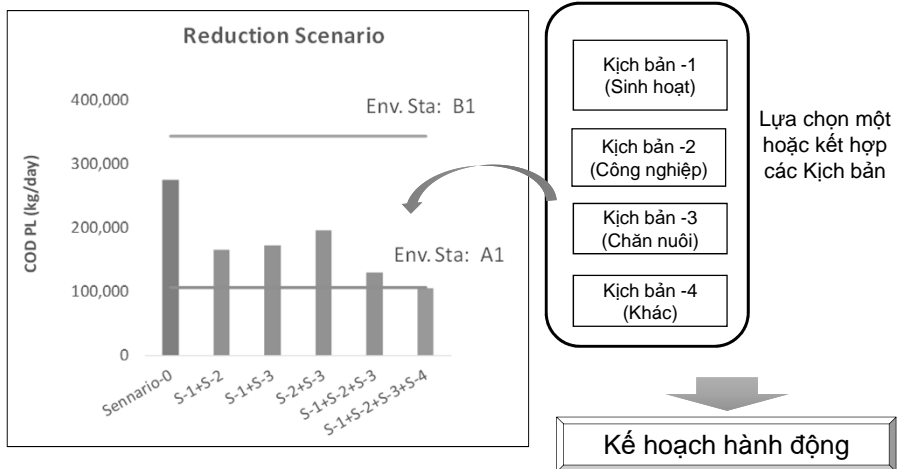 Reduction Scenario
COD PL (kg/day)
400,000
300,000
200,000
100,000
0
Env. Sta: B1
Env. Sta: A1
Sennario-0
S-1+S-2
S-1+S-3
S-2+S-3
S-1+S-2+S-3
S-1+S-2+S-3+S-4
Kịch bản -1
(Sinh hoạt)
Kịch bản -2
(Công nghiệp)
Kịch bản -3
(Chăn nuôi)
Kịch bản -4
(Khác)
Lựa chọn một
hoặc kết hợp
các Kịch bản
Kế hoạch hành động